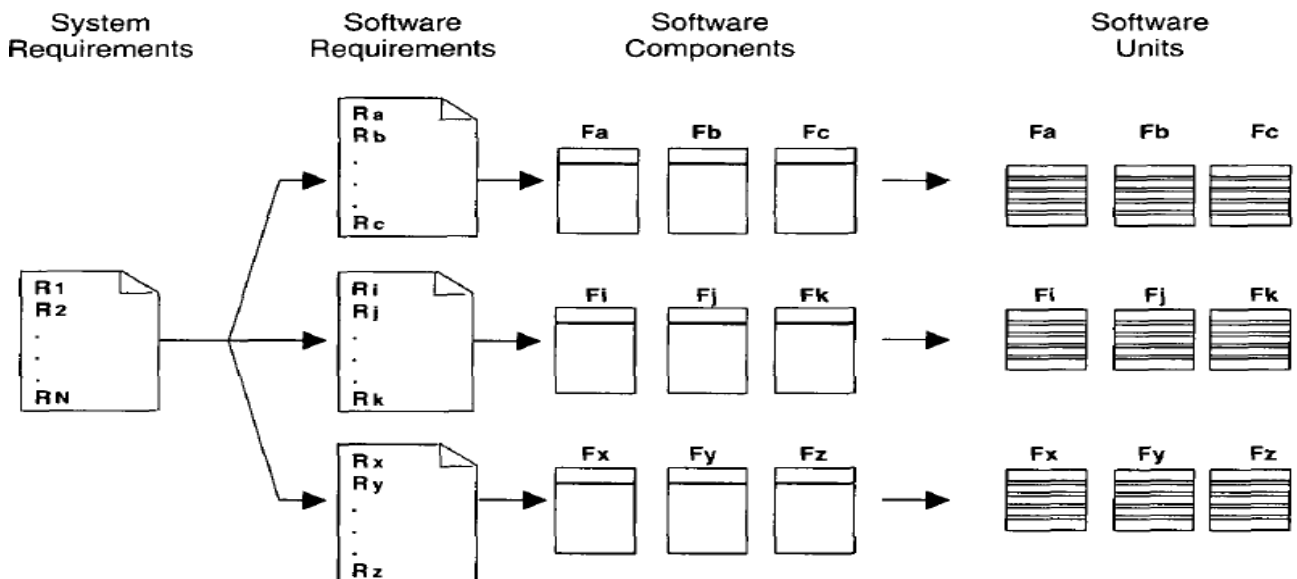 System Requirements
Software Requirements
Software Components
Software Units
Ra
Rb
.
.
.
Rc
Fa Fb Fc
Fa Fb Fc
R1
R2
.
.
.
RN
Ri
Rj
.
.
.
Rk
Fi Fj Fk
Fi Fj Fk
Rx
Ry
.
.
.
Rz
Fx Fy Fz
Fx Fy Fz